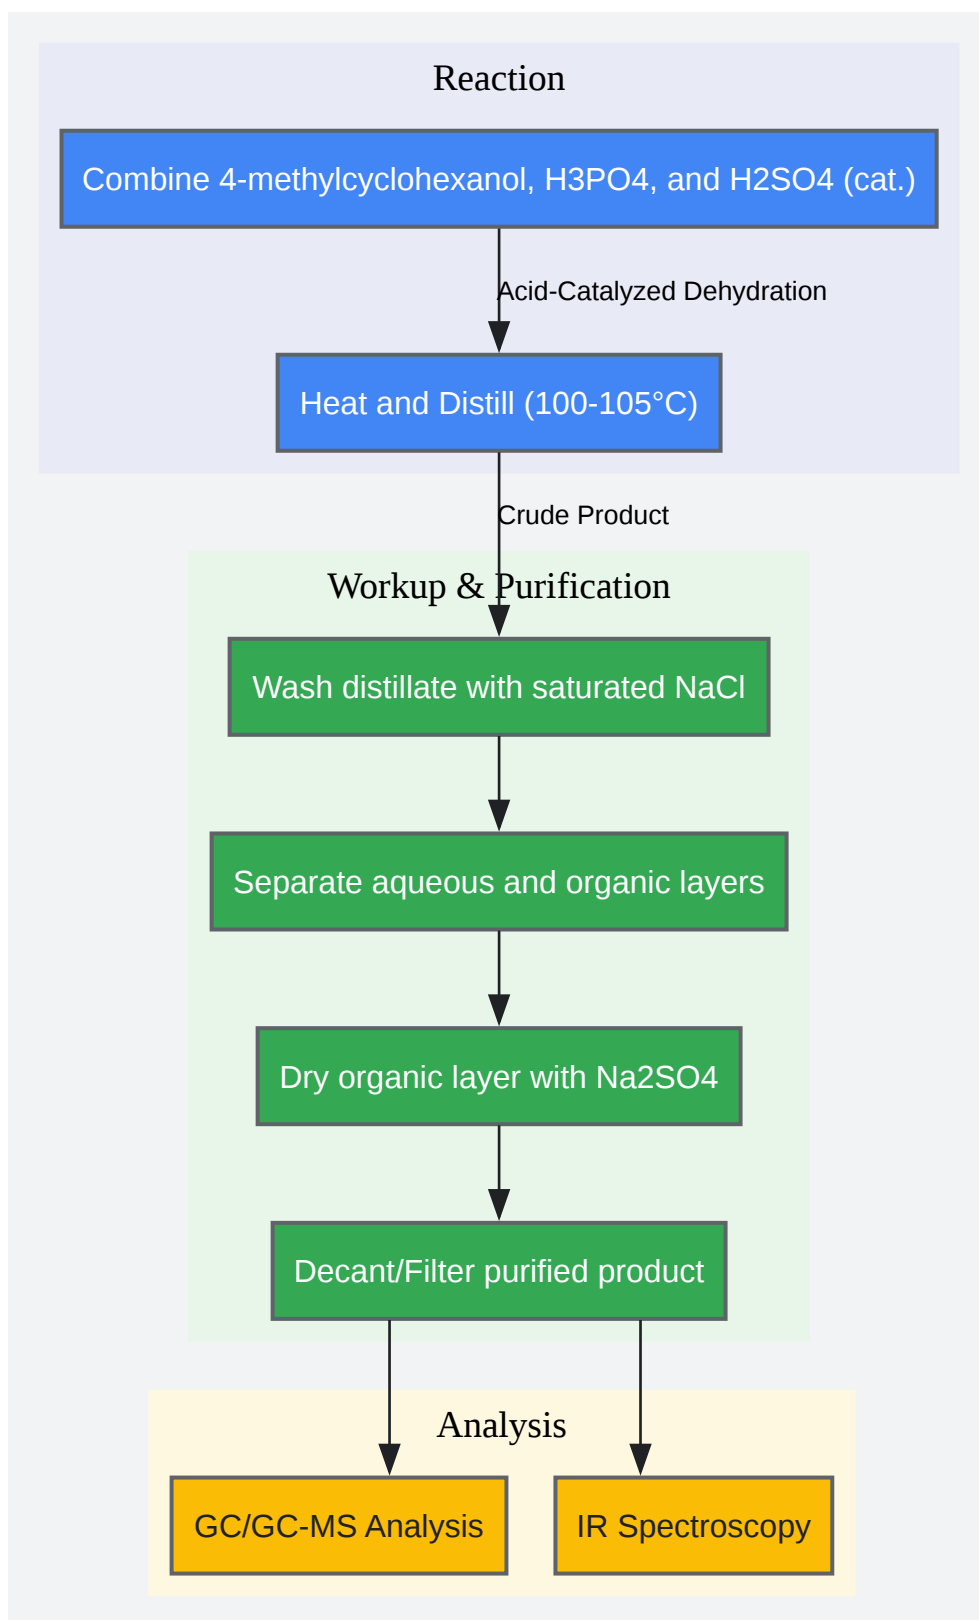 Reaction
Combine 4-methylcyclohexanol, H3PO4, and H2SO4 (cat.)
Acid-Catalyzed Dehydration
Heat and Distill (100-105°C)
Crude Product
Workup & Purification
Wash distillate with saturated NaCl
Separate aqueous and organic layers
Dry organic layer with Na2SO4
Decant/Filter purified product
Analysis
GC/GC-MS Analysis
IR Spectroscopy